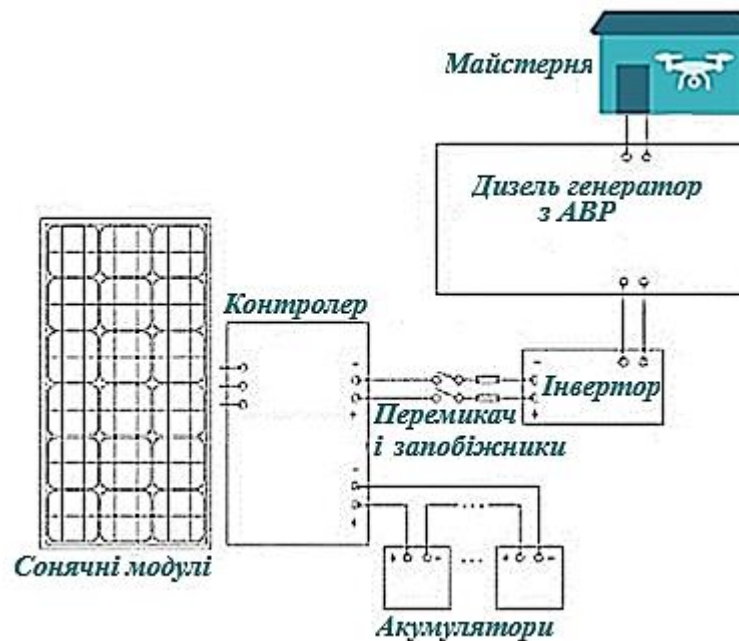 Майстерня
Дизель генератор
з АВР
Контролер
Інвертор
Перемикач
і запобіжники
Сонячні модулі
Акумулятори